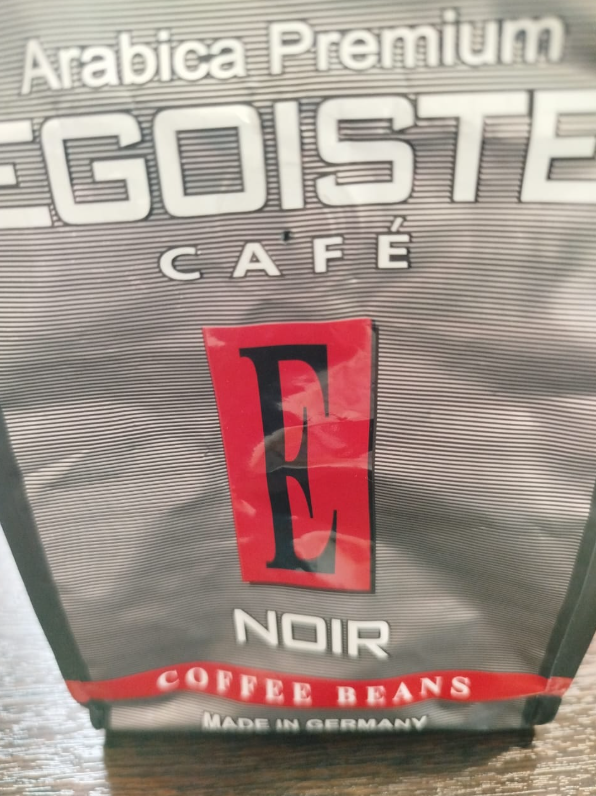 Arabica Premium
EGOISTE
CAFÉ
E
NOIR
COFFEE BEANS
MADE IN GERMANY